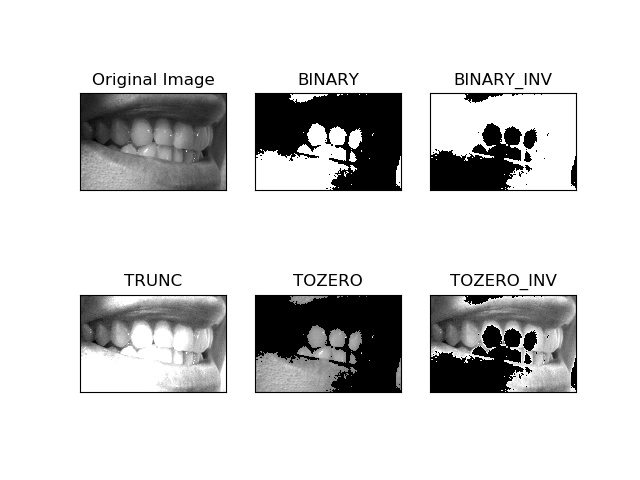 Original Image
BINARY
BINARY_INV
TRUNC
TOZERO
TOZERO_INV